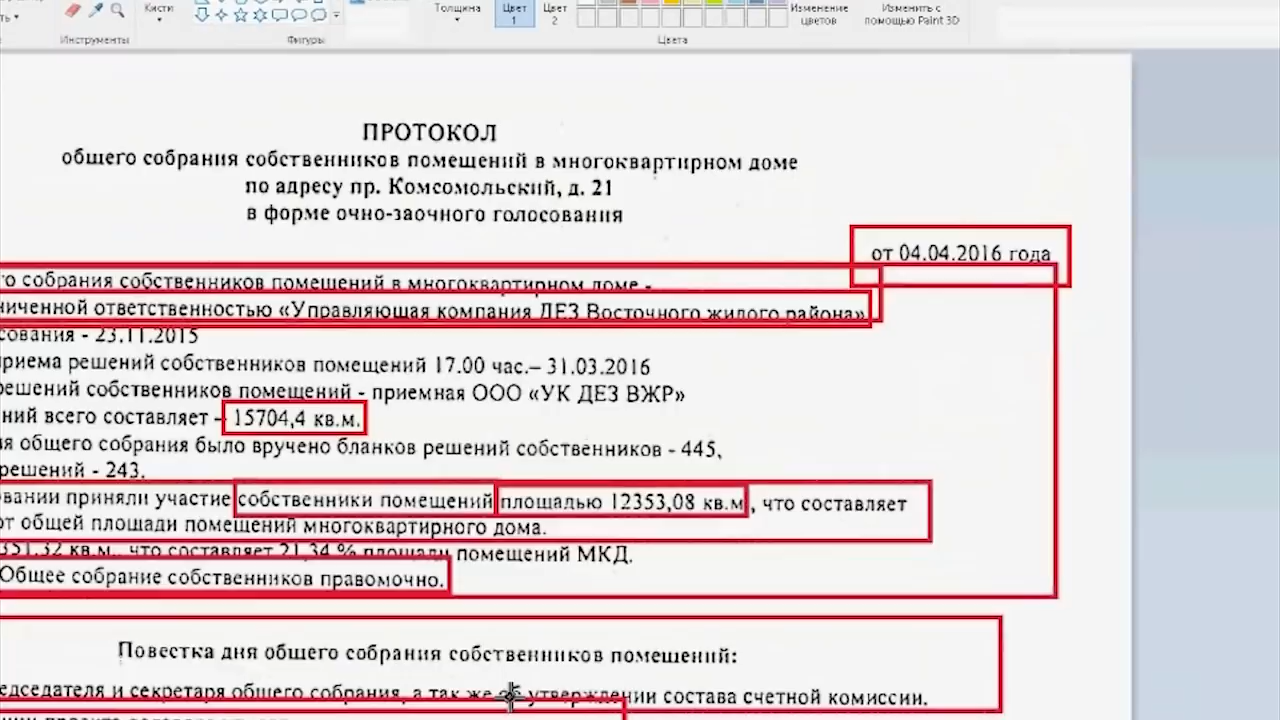 Кисти
Толщина
Цвет
1
Цвет
2
Изменение
цветов
Изменить с
помощью Paint 3D
Инструменты
Фигуры
Цвета
ПРОТОКОЛ
общего собрания собственников помещений в многоквартирном доме
по адресу пр. Комсомольский, д. 21
в форме очно-заочного голосования
от 04.04.2016 года
го собрания собственников помещений в многоквартирном доме -
ниченной ответственностью «Управляющая компания ДЕЗ Восточного жилого района»
сования - 23.11.2015
приема решений собственников помещений 17.00 час.– 31.03.2016
решений собственников помещений - приемная ООО «УК ДЕЗ ВЖР»
ний всего составляет – 15704,4 кв.м.
ия общего собрания было вручено бланков решений собственников - 445,
решений - 243.
вании приняли участие собственники помещений площадью 12353,08 кв.м, что составляет
от общей площади помещений многоквартирного дома.
351,32 кв.м., что составляет 21,34 % площади помещений МКД.
Общее собрание собственников правомочно.
Повестка дня общего собрания собственников помещений:
едседателя и секретаря общего собрания, а так же об утверждении состава счетной комиссии.